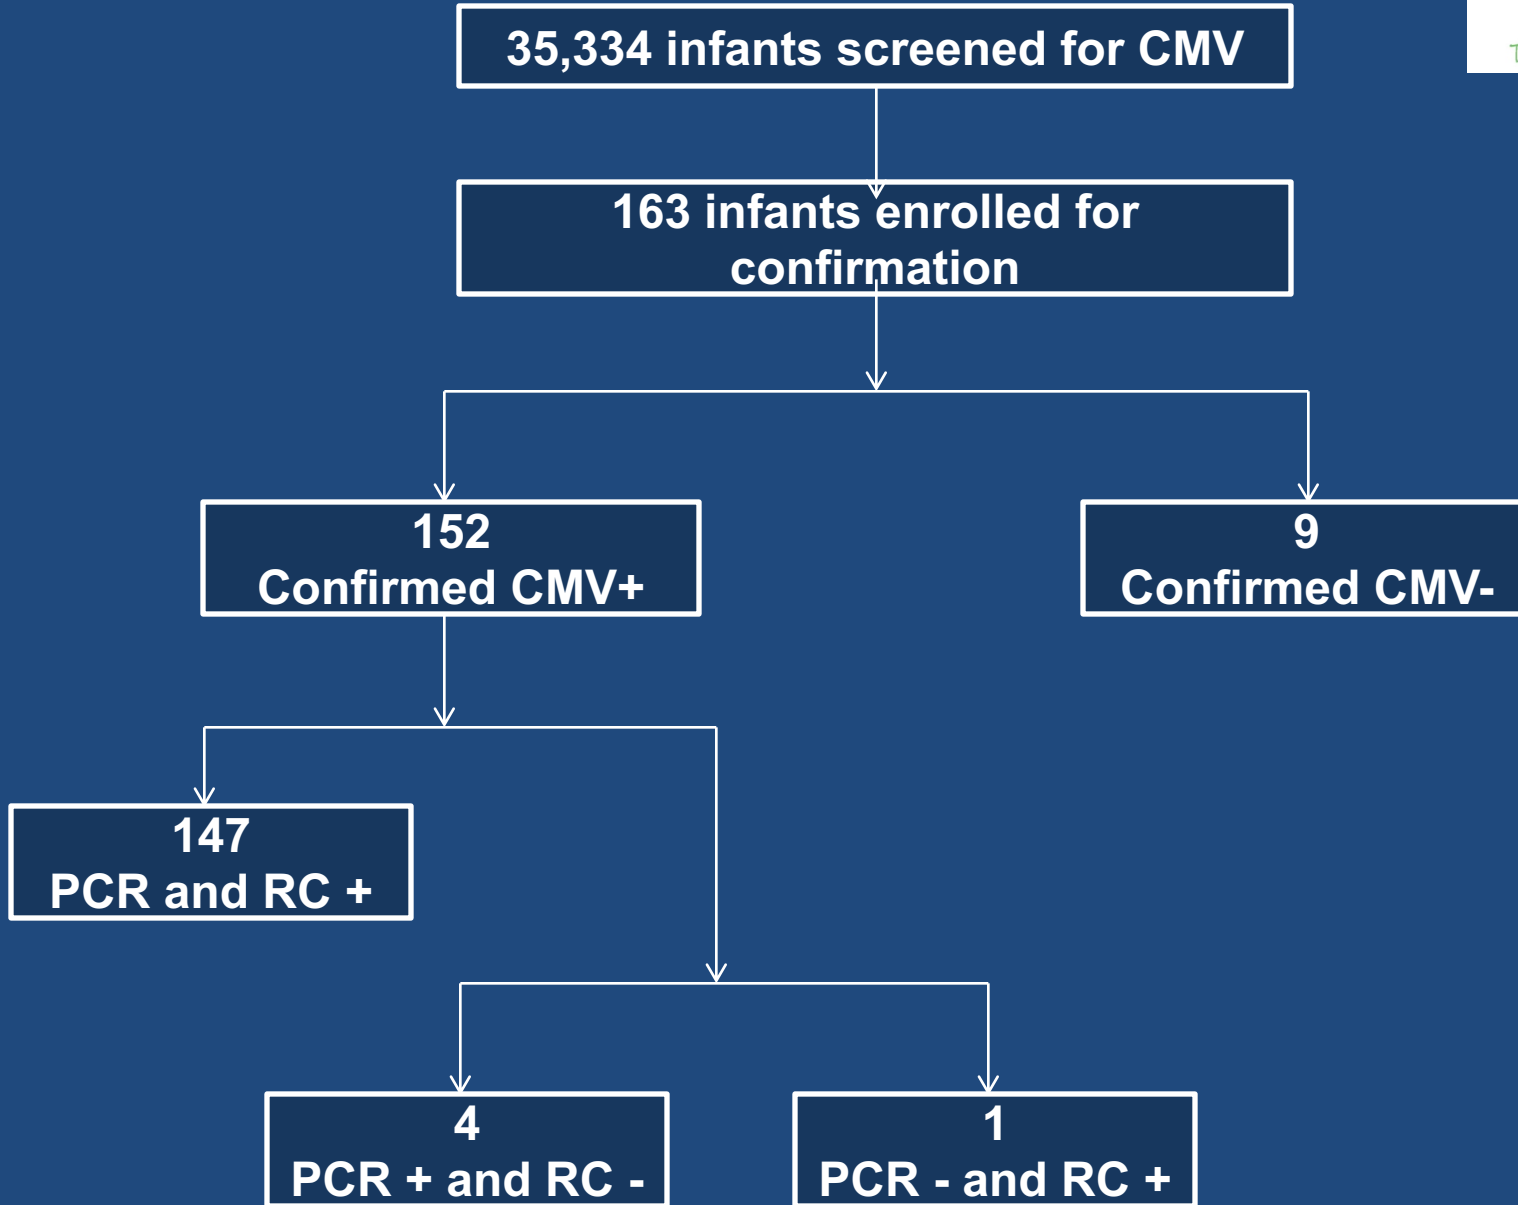 35,334 infants screened for CMV
163 infants enrolled for
confirmation
152
Confirmed CMV+
9
Confirmed CMV-
147
PCR and RC +
4
PCR + and RC -
1
PCR - and RC +